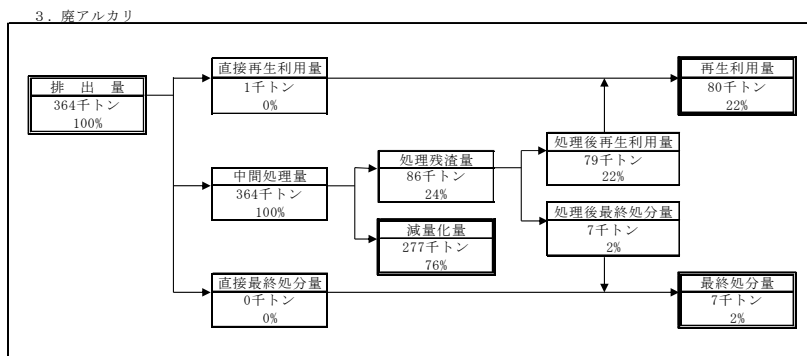 3．廃アルカリ
排出量
364千トン
100%
直接再生利用量
1千トン
0%
中間処理量
364千トン
100%
直接最終処分量
0千トン
0%
処理残渣量
86千トン
24%
減量化量
277千トン
76%
処理後再生利用量
79千トン
22%
処理後最終処分量
7千トン
2%
再生利用量
80千トン
22%
最終処分量
7千トン
2%